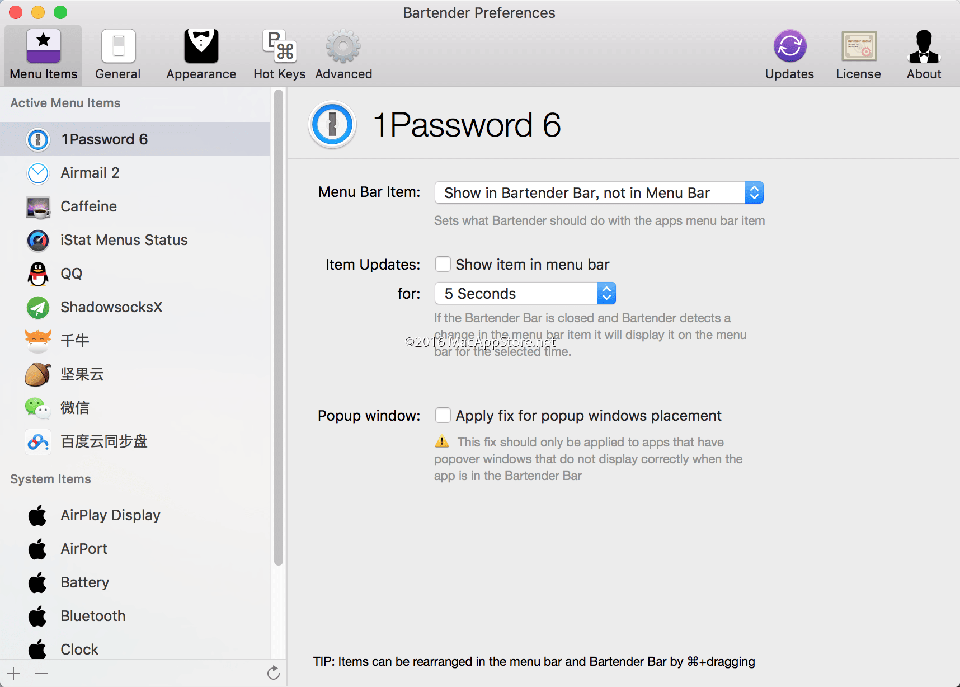 Bartender Preferences
Menu Items
General
Appearance
Hot Keys
Advanced
Updates
License
About
Active Menu Items
1Password 6
Airmail 2
Caffeine
iStat Menus Status
QQ
ShadowsocksX
千牛
坚果云
微信
百度云同步盘
System Items
AirPlay Display
AirPort
Battery
Bluetooth
Clock
1Password 6
Menu Bar Item: Show in Bartender Bar, not in Menu Bar
Sets what Bartender should do with the apps menu bar item
Item Updates: Show item in menu bar
for: 5 Seconds
If the Bartender Bar is closed and Bartender detects a
change in the menu bar item it will display it on the menu
bar for the selected time.
©2016 MacAppStore.net
Popup window: Apply fix for popup windows placement
This fix should only be applied to apps that have
popover windows that do not display correctly when the
app is in the Bartender Bar
TIP: Items can be rearranged in the menu bar and Bartender Bar by ⌘+dragging